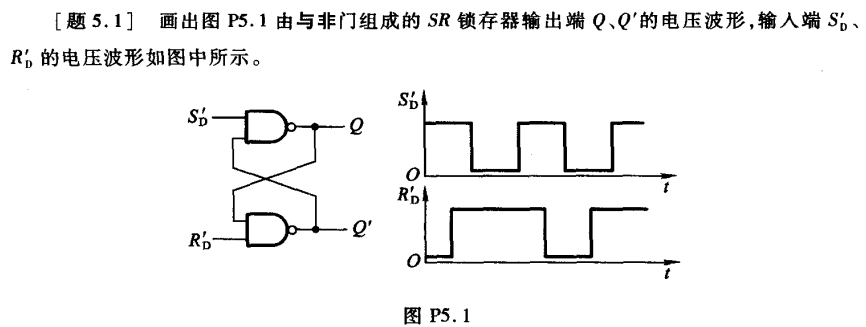 [题 5.1] 画出图 P5.1 由与非门组成的 SR 锁存器输出端 Q、Q′的电压波形,输入端 S′D、
R′D 的电压波形如图中所示。
S′D
Q
R′D
Q′
S′D
O
t
R′D
O
t
图 P5.1